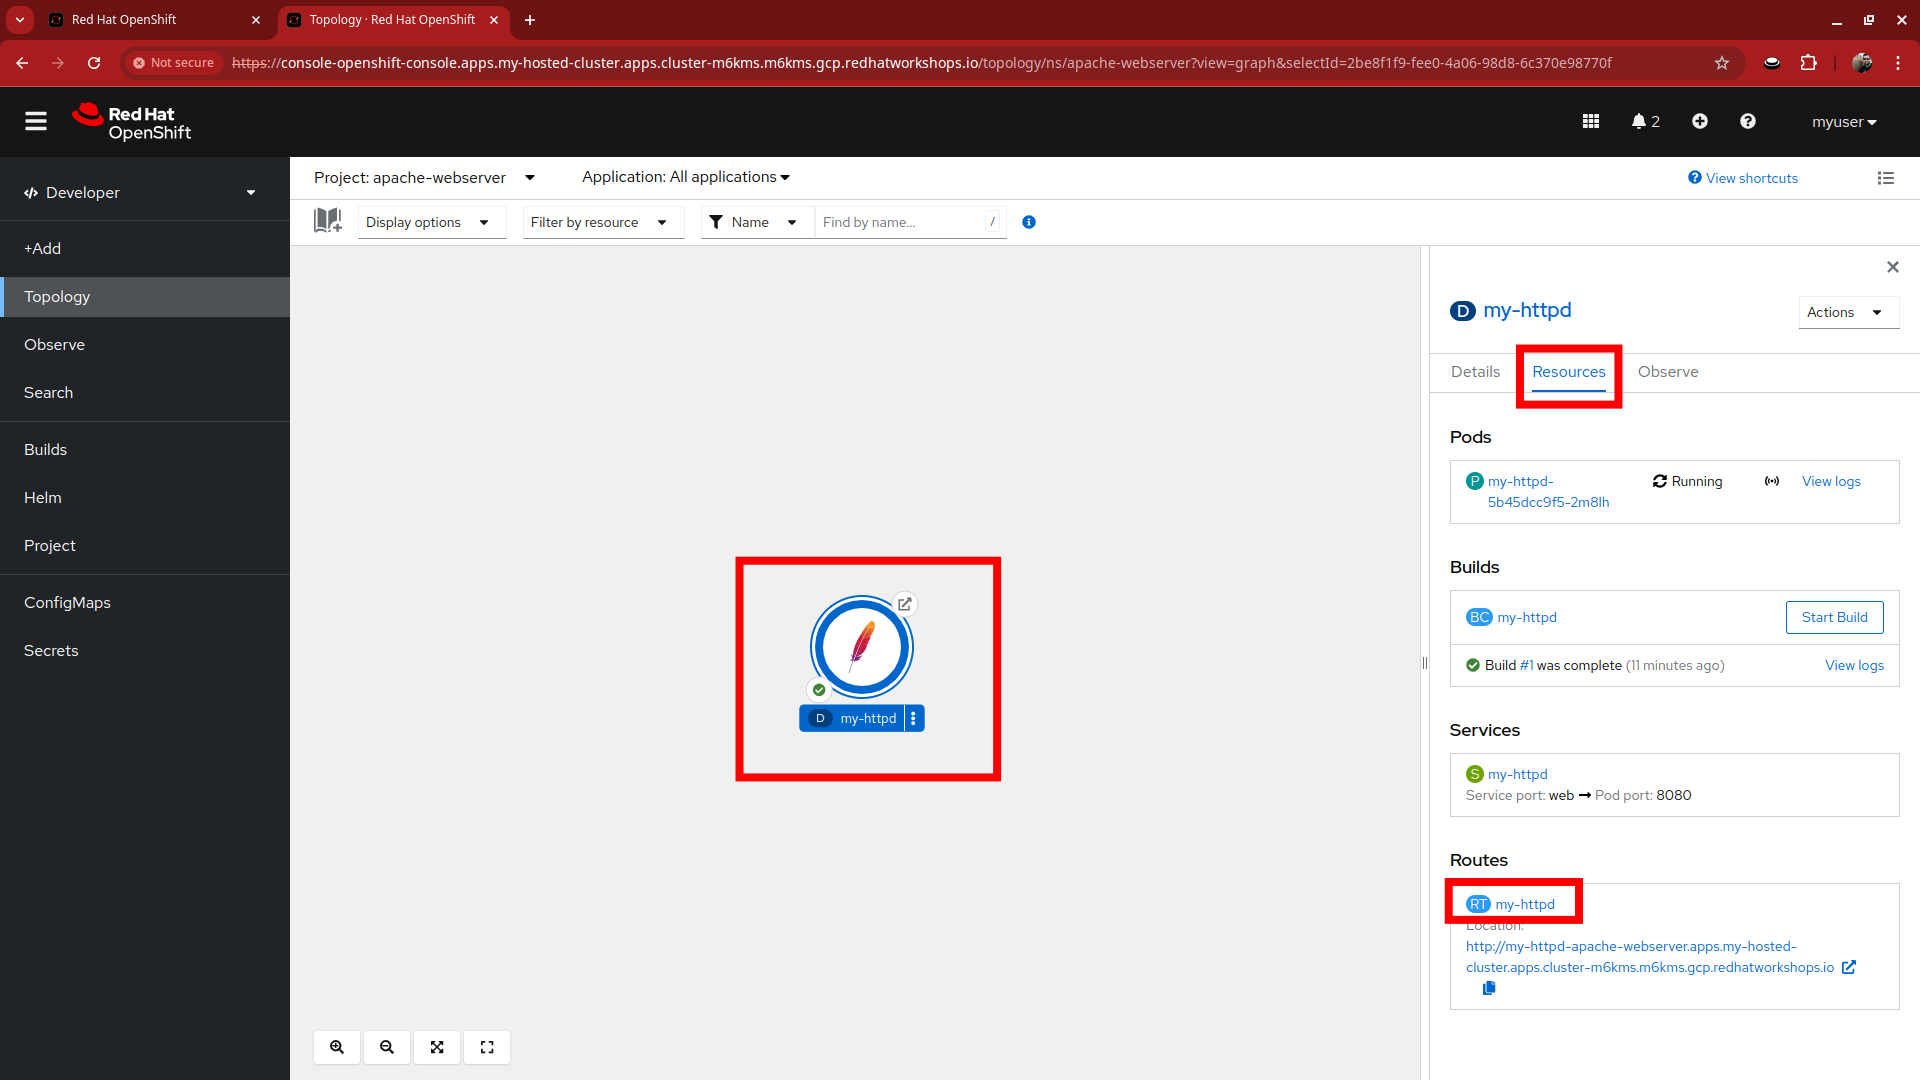 Red Hat OpenShift
Topology · Red Hat OpenShift
Not secure
https://console-openshift-console.apps.my-hosted-cluster.apps.cluster-m6kms.m6kms.gcp.redhatworkshops.io/topology/ns/apache-webserver?view=graph&selectId=2be8f1f9-fee0-4a06-98d8-6c370e98770f
Red Hat
OpenShift
2
myuser
Developer
+Add
Topology
Observe
Search
Builds
Helm
Project
ConfigMaps
Secrets
Project: apache-webserver
Application: All applications
View shortcuts
Display options
Filter by resource
Name
Find by name...
/
D my-httpd
D my-httpd
Actions
Details
Resources
Observe
Pods
P my-httpd-
5b45dcc9f5-2m8lh
Running
View logs
Builds
BC my-httpd
Start Build
Build #1 was complete (11 minutes ago)
View logs
Services
S my-httpd
Service port: web → Pod port: 8080
Routes
RT my-httpd
Location:
http://my-httpd-apache-webserver.apps.my-hosted-
cluster.apps.cluster-m6kms.m6kms.gcp.redhatworkshops.io